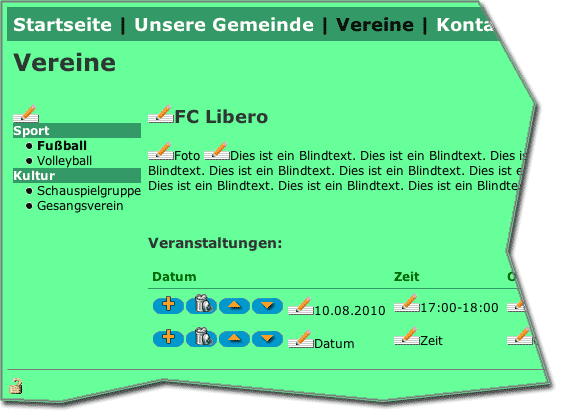 Startseite | Unsere Gemeinde | Vereine | Konta
Vereine
Sport
Fußball
Volleyball
Kultur
Schauspielgruppe
Gesangsverein
FC Libero
Foto Dies ist ein Blindtext. Dies ist ein Blindtext. Dies is
Blindtext. Dies ist ein Blindtext. Dies ist ein Blindtext. Dies ist e
Dies ist ein Blindtext. Dies ist ein Blindtext. Dies ist ein Blindte
Veranstaltungen:
Datum Zeit O
10.08.2010 17:00-18:00
Datum Zeit